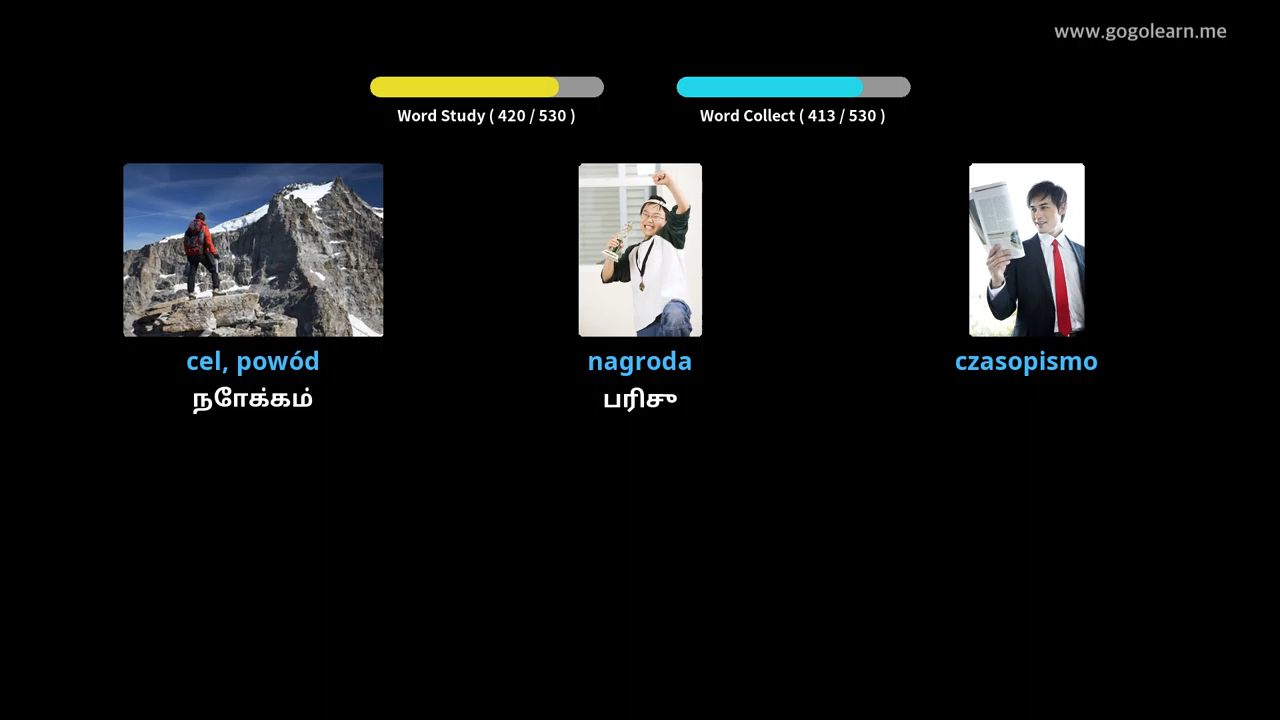 www.gogolearn.me
Word Study ( 420 / 530 )
Word Collect ( 413 / 530 )
cel, powód
நோக்கம்
nagroda
பரிசு
czasopismo